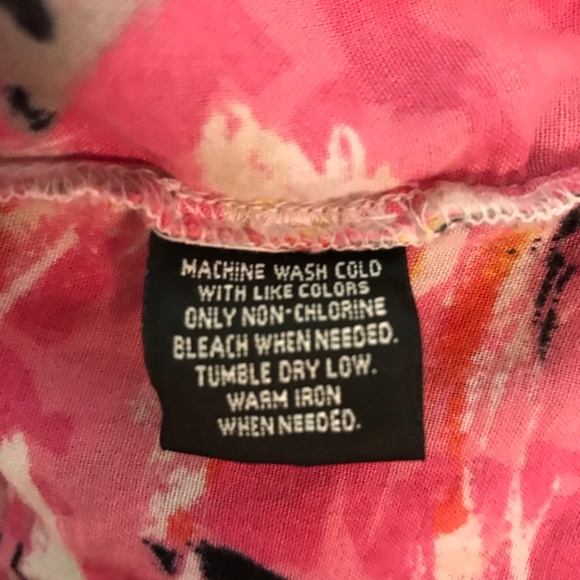 MACHINE WASH COLD
WITH LIKE COLORS
ONLY NON-CHLORINE
BLEACH WHEN NEEDED.
TUMBLE DRY LOW.
WARM IRON
WHEN NEEDED.